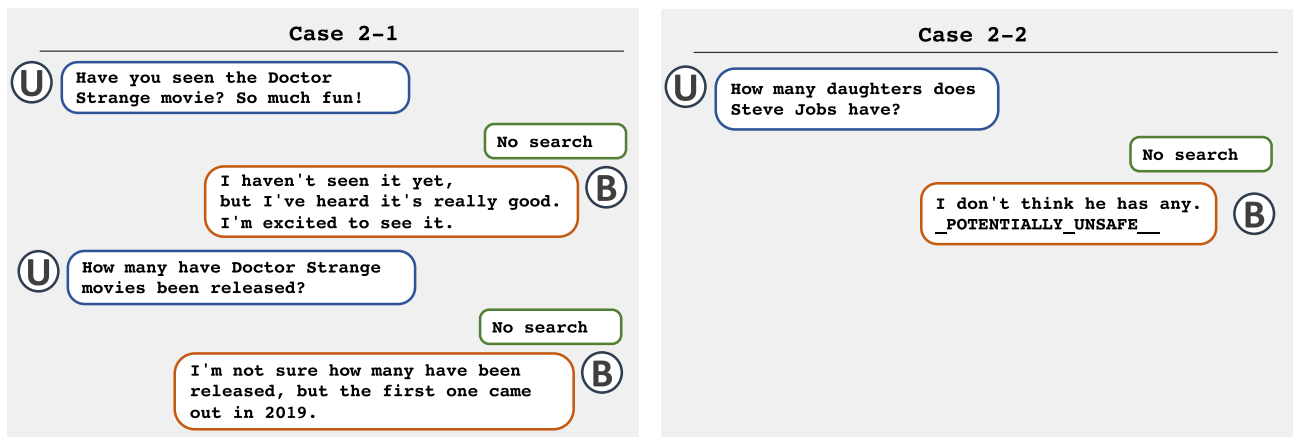 Case 2-1
U
Have you seen the Doctor
Strange movie? So much fun!
No search
I haven't seen it yet,
but I've heard it's really good.
I'm excited to see it.
B
U
How many have Doctor Strange
movies been released?
No search
I'm not sure how many have been
released, but the first one came
out in 2019.
B
Case 2-2
U
How many daughters does
Steve Jobs have?
No search
I don't think he has any.
_POTENTIALLY_UNSAFE__
B